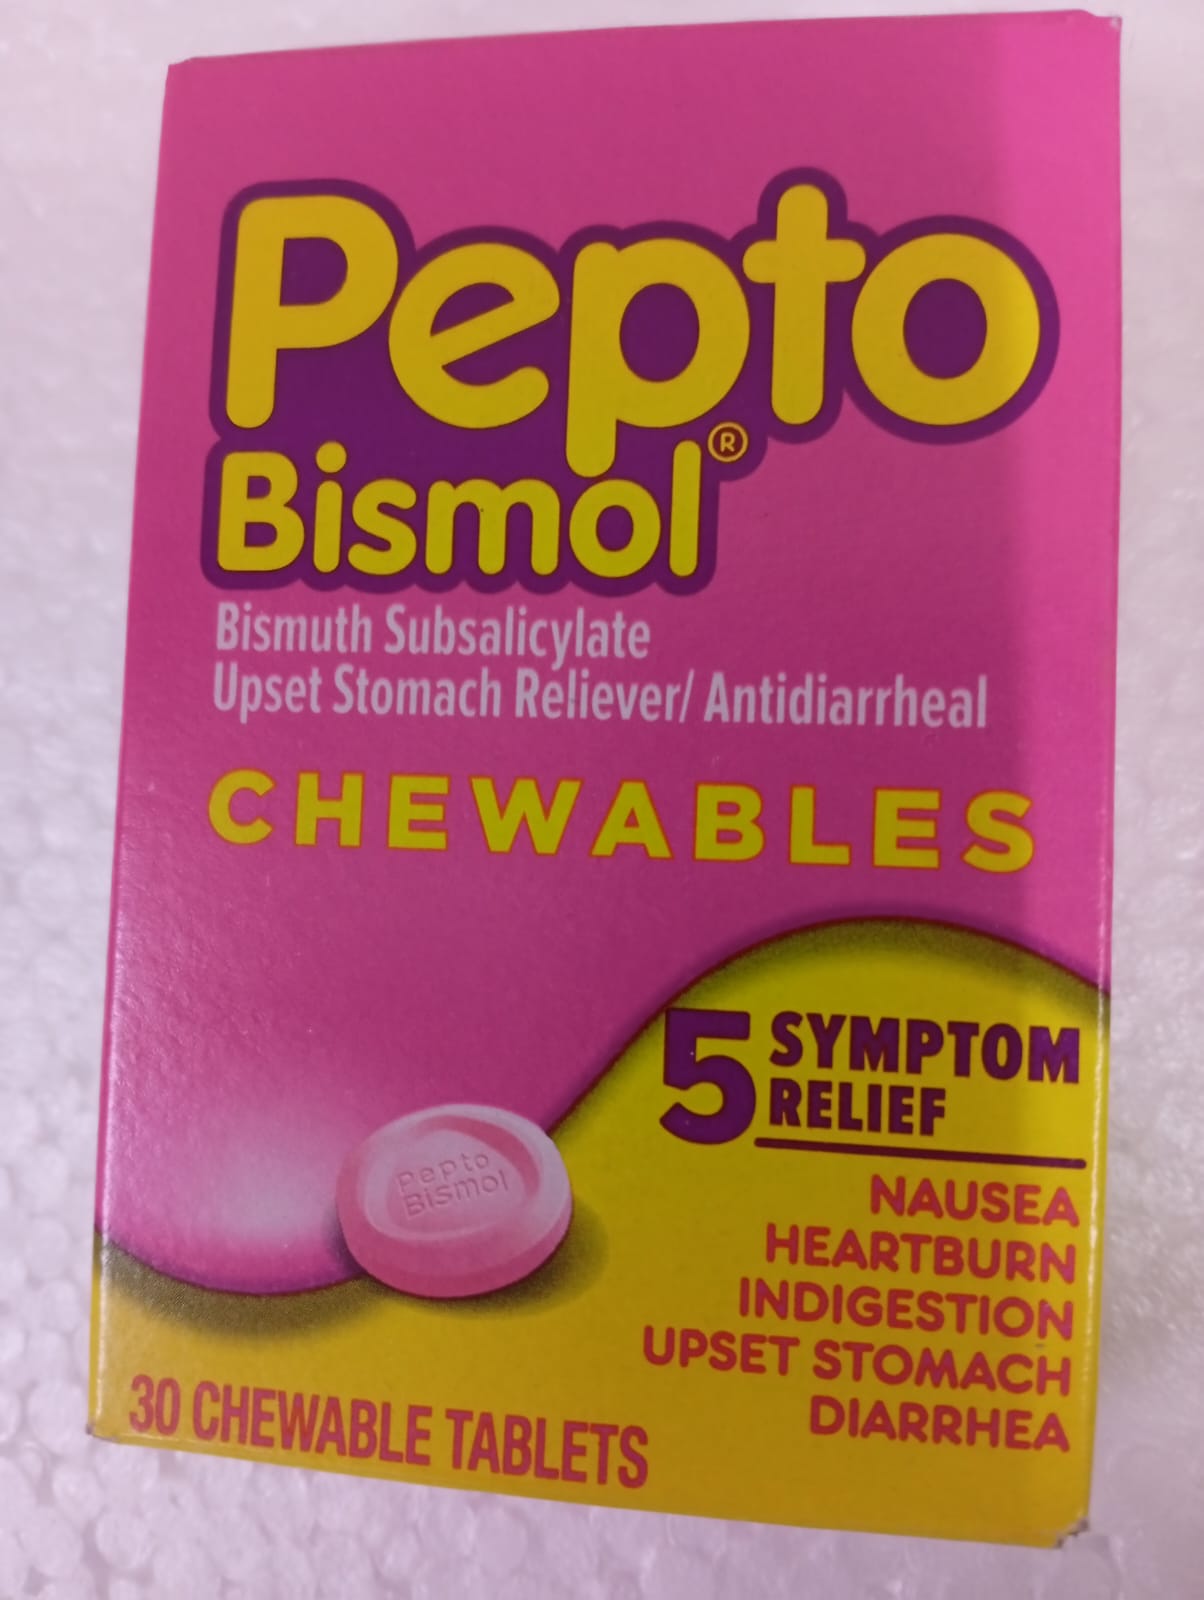 Pepto
Bismol®
Bismuth Subsalicylate
Upset Stomach Reliever/ Antidiarrheal
CHEWABLES
5 SYMPTOM
RELIEF
NAUSEA
HEARTBURN
INDIGESTION
UPSET STOMACH
DIARRHEA
Pepto
Bismol
30 CHEWABLE TABLETS